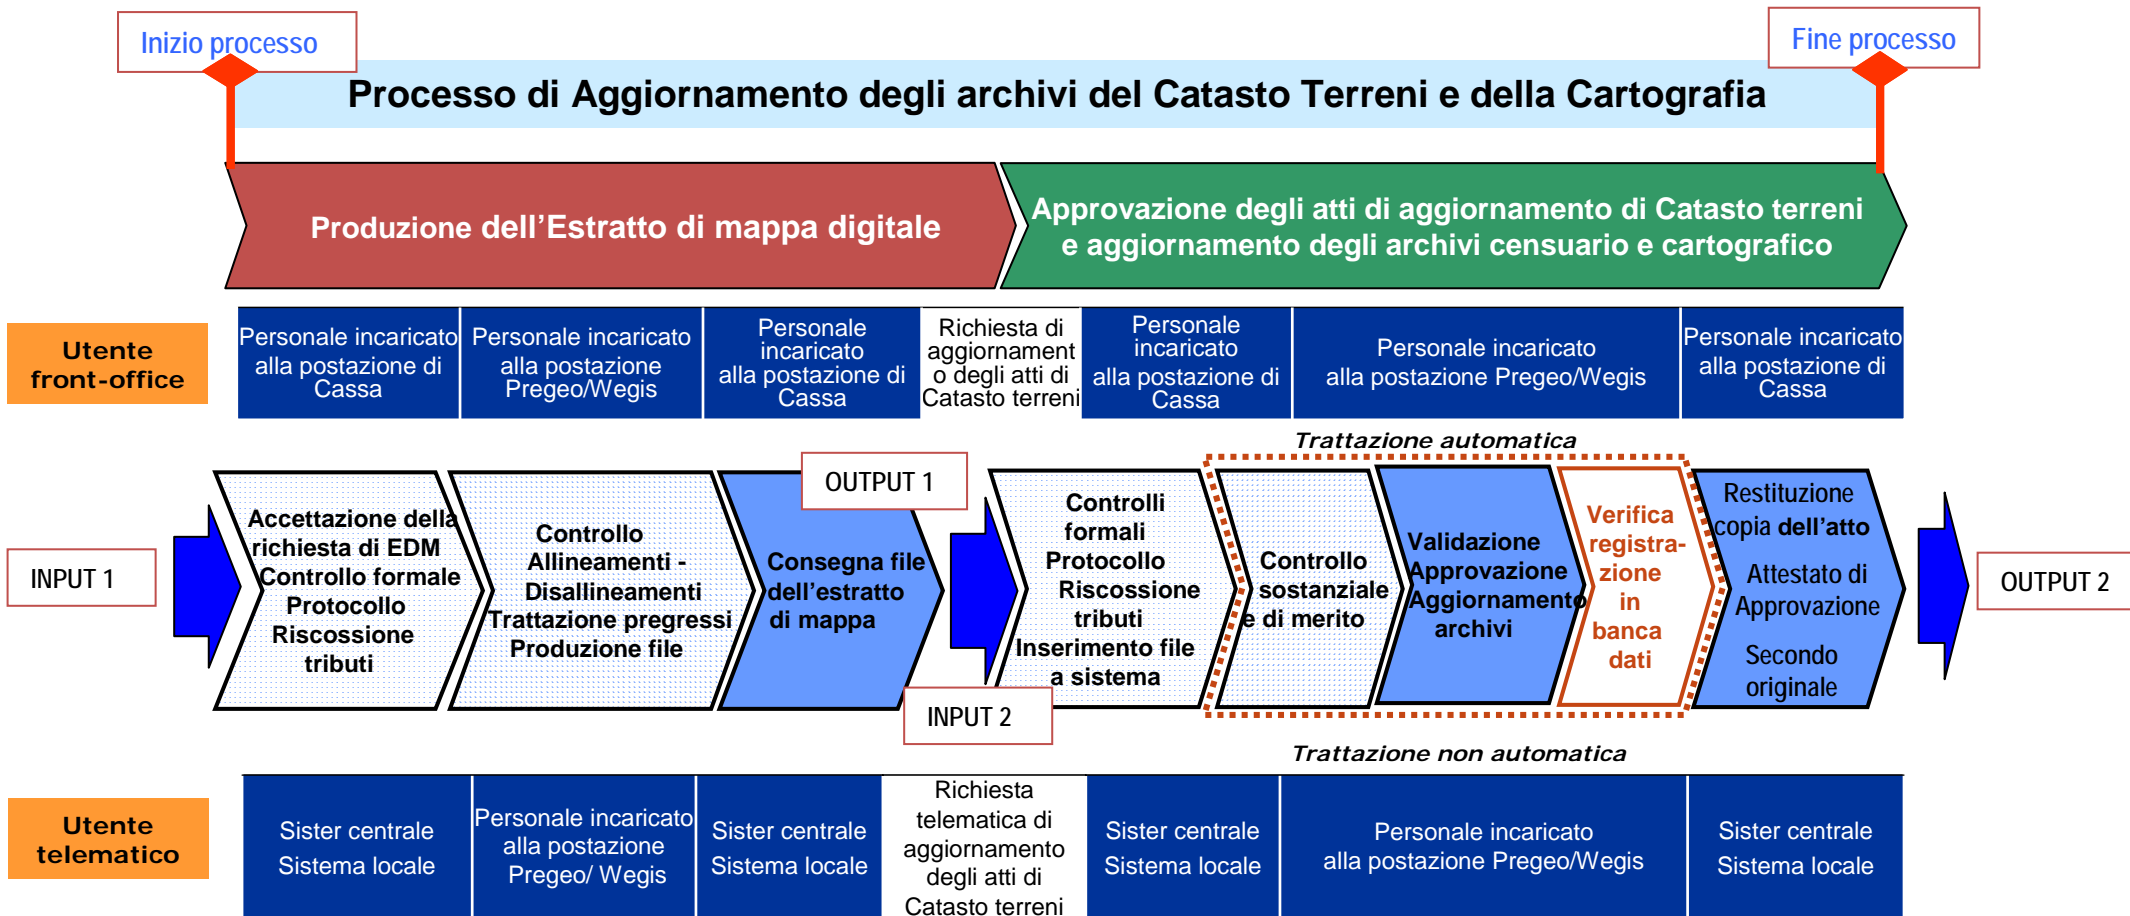 Inizio processo
Fine processo
Processo di Aggiornamento degli archivi del Catasto Terreni e della Cartografia
Produzione dell'Estratto di mappa digitale
Approvazione degli atti di aggiornamento di Catasto terreni
e aggiornamento degli archivi censuario e cartografico
Utente
front-office
Personale incaricato
alla postazione di
Cassa
Personale incaricato
alla postazione
Pregeo/Wegis
Personale
incaricato
alla postazione di
Cassa
Richiesta di
aggiornament
o degli atti di
Catasto terreni
Personale
incaricato
alla postazione di
Cassa
Personale incaricato
alla postazione Pregeo/Wegis
Personale incaricato
alla postazione di
Cassa
Trattazione automatica
INPUT 1
Accettazione della
richiesta di EDM
Controllo formale
Protocollo
Riscossione
tributi
Controllo
Allineamenti -
Disallineamenti
Trattazione pregressi
Produzione file
OUTPUT 1
Consegna file
dell'estratto
di mappa
INPUT 2
Controlli
formali
Protocollo
Riscossione
tributi
Inserimento file
a sistema
Controllo
sostanziale
e di merito
Validazione
Approvazione
Aggiornamento
archivi
Verifica
registra-
zione
in
banca
dati
Restituzione
copia dell'atto
Attestato di
Approvazione
Secondo
originale
OUTPUT 2
Trattazione non automatica
Utente
telematico
Sister centrale
Sistema locale
Personale incaricato
alla postazione
Pregeo/ Wegis
Sister centrale
Sistema locale
Richiesta
telematica di
aggiornamento
degli atti di
Catasto terreni
Sister centrale
Sistema locale
Personale incaricato
alla postazione Pregeo/Wegis
Sister centrale
Sistema locale